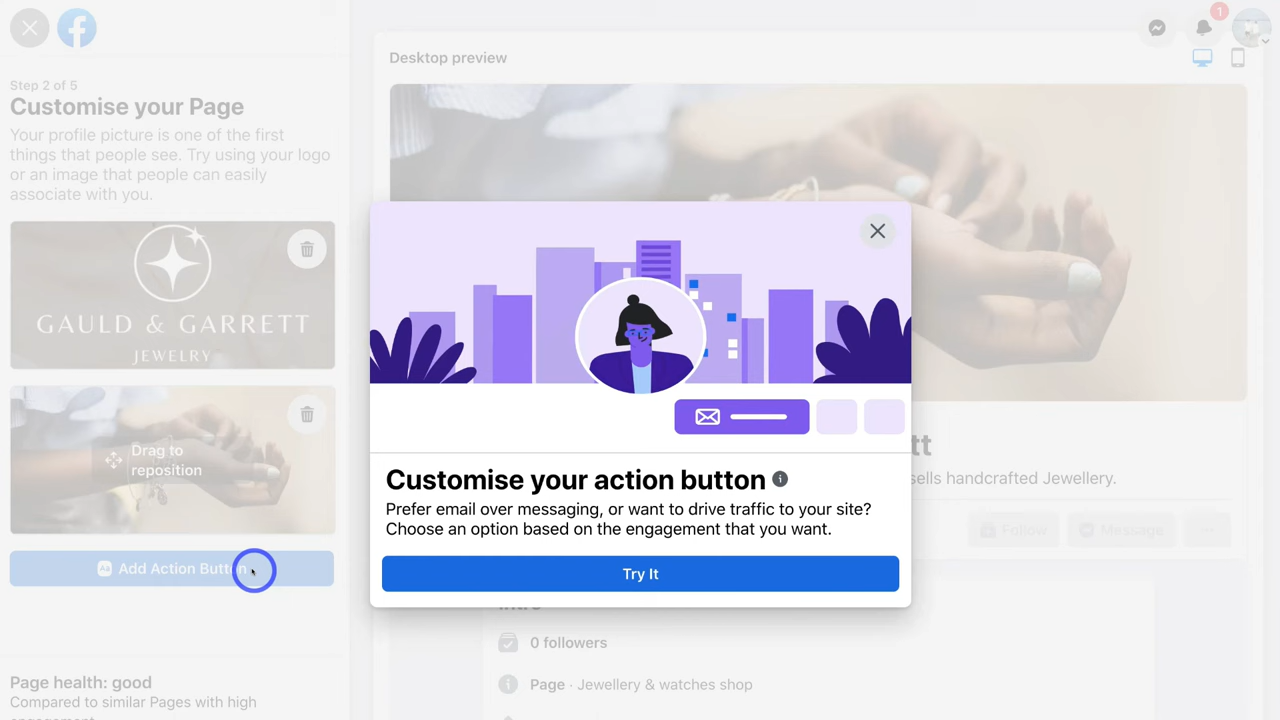 Step 2 of 5
Customise your Page
Your profile picture is one of the first
things that people see. Try using your logo
or an image that people can easily
associate with you.
GAULD & GARRETT
JEWELRY
Drag to
reposition
Add Action Button
Page health: good
Compared to similar Pages with high
Desktop preview
1
Customise your action button
Prefer email over messaging, or want to drive traffic to your site?
Choose an option based on the engagement that you want.
Try It
tt
sells handcrafted Jewellery.
Follow
Message
Intro
0 followers
Page · Jewellery & watches shop